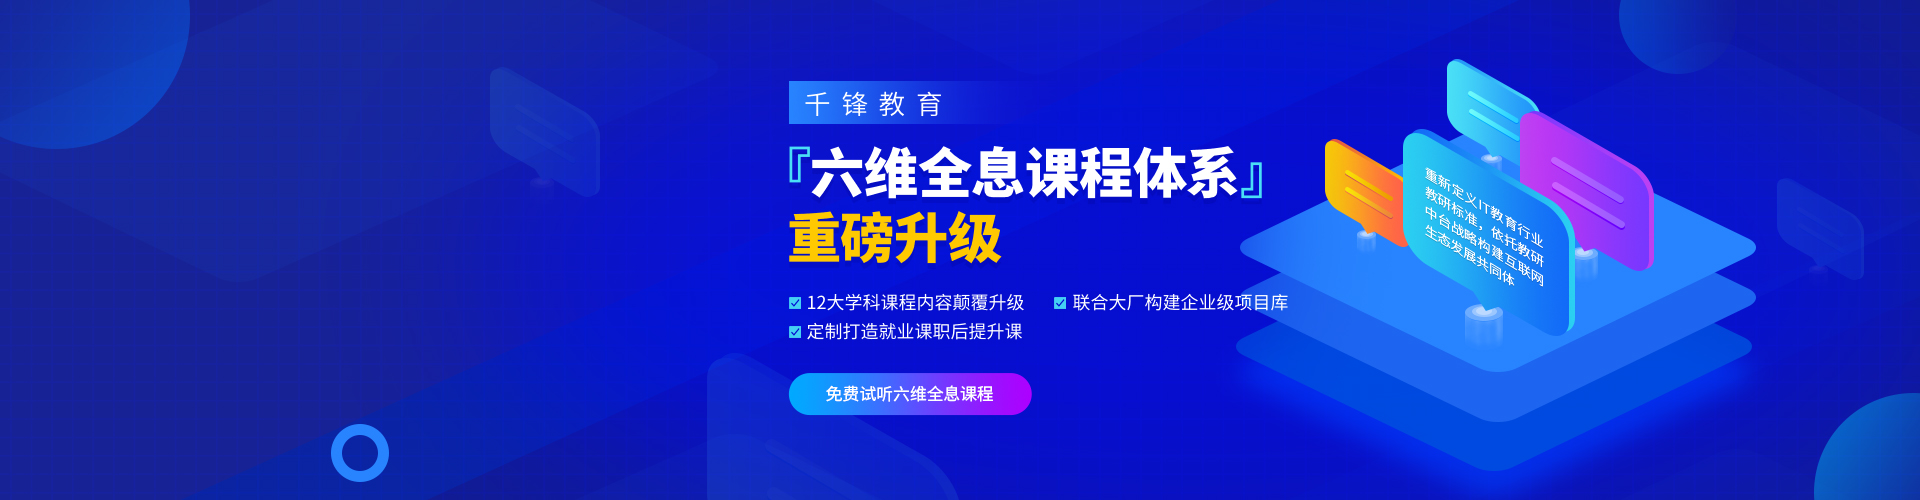 千锋教育
『六维全息课程体系』
重磅升级
12大学科课程内容颠覆升级
联合大厂构建企业级项目库
定制打造就业课职后提升课
免费试听六维全息课程
重新定义IT教育行业
教研标准，依托教研
中台战略构建互联网
生态发展共同体